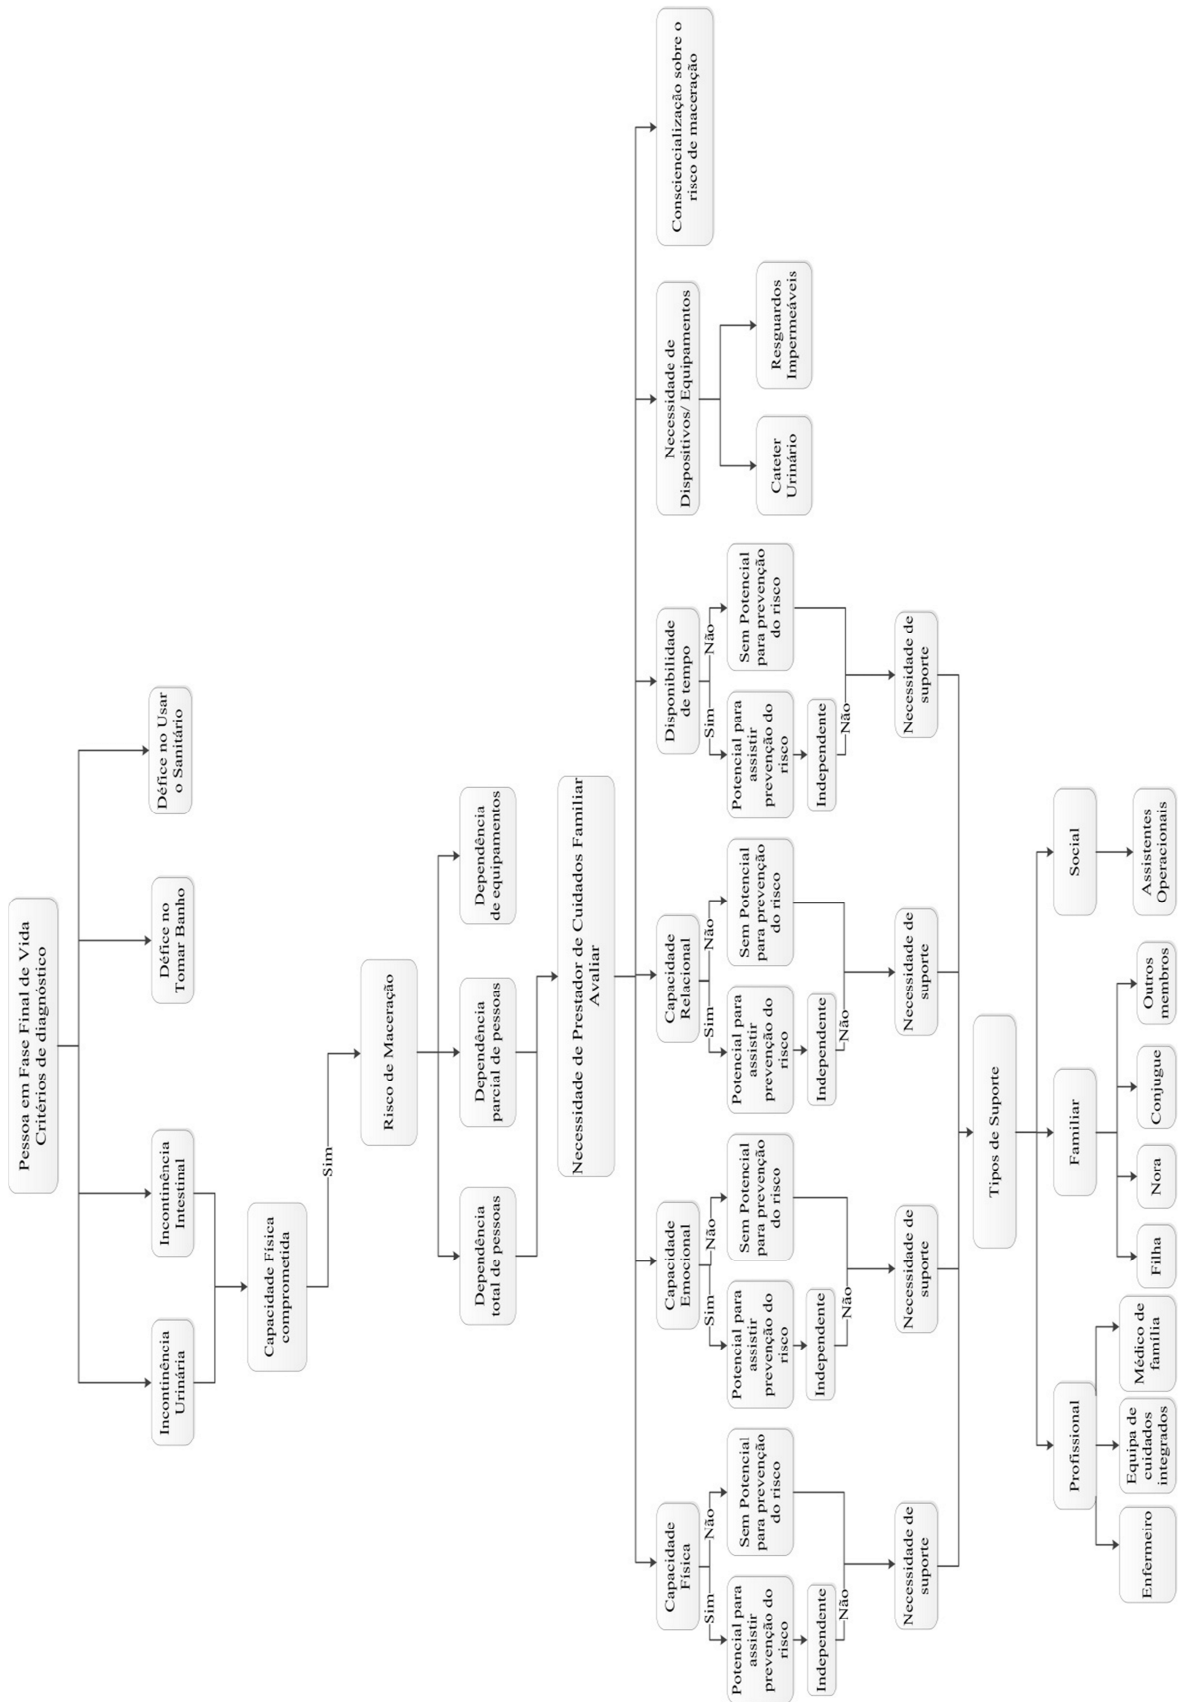 Pessoa em Fase Final de Vida
Critérios de diagnóstico
Incontinência
Urinária
Incontinência
Intestinal
Défice no
Tomar Banho
Défice no Usar
o Sanitário
Capacidade Física
comprometida
Sim
Risco de Maceração
Dependência
total de pessoas
Dependência
parcial de pessoas
Dependência
de equipamentos
Necessidade de Prestador de Cuidados Familiar
Avaliar
Capacidade
Física
Capacidade
Emocional
Capacidade
Relacional
Disponibilidade
de tempo
Necessidade de
Dispositivos/ Equipamentos
Consciencialização sobre o
risco de maceração
Sim
Não
Sim
Não
Sim
Não
Sim
Não
Potencial para
assistir
prevenção do
risco
Sem Potencial
para prevenção
do risco
Potencial para
assistir
prevenção do
risco
Sem Potencial
para prevenção
do risco
Potencial para
assistir
prevenção do
risco
Sem Potencial
para prevenção
do risco
Potencial para
assistir
prevenção do
risco
Sem Potencial
para prevenção
do risco
Cateter
Urinário
Resguardos
Impermeáveis
Independente
Independente
Independente
Independente
Não
Não
Não
Não
Necessidade de
suporte
Necessidade de
suporte
Necessidade de
suporte
Necessidade de
suporte
Tipos de Suporte
Profissional
Familiar
Social
Enfermeiro
Equipa de
cuidados
integrados
Médico de
família
Filha
Nora
Conjugue
Outros
membros
Assistentes
Operacionais